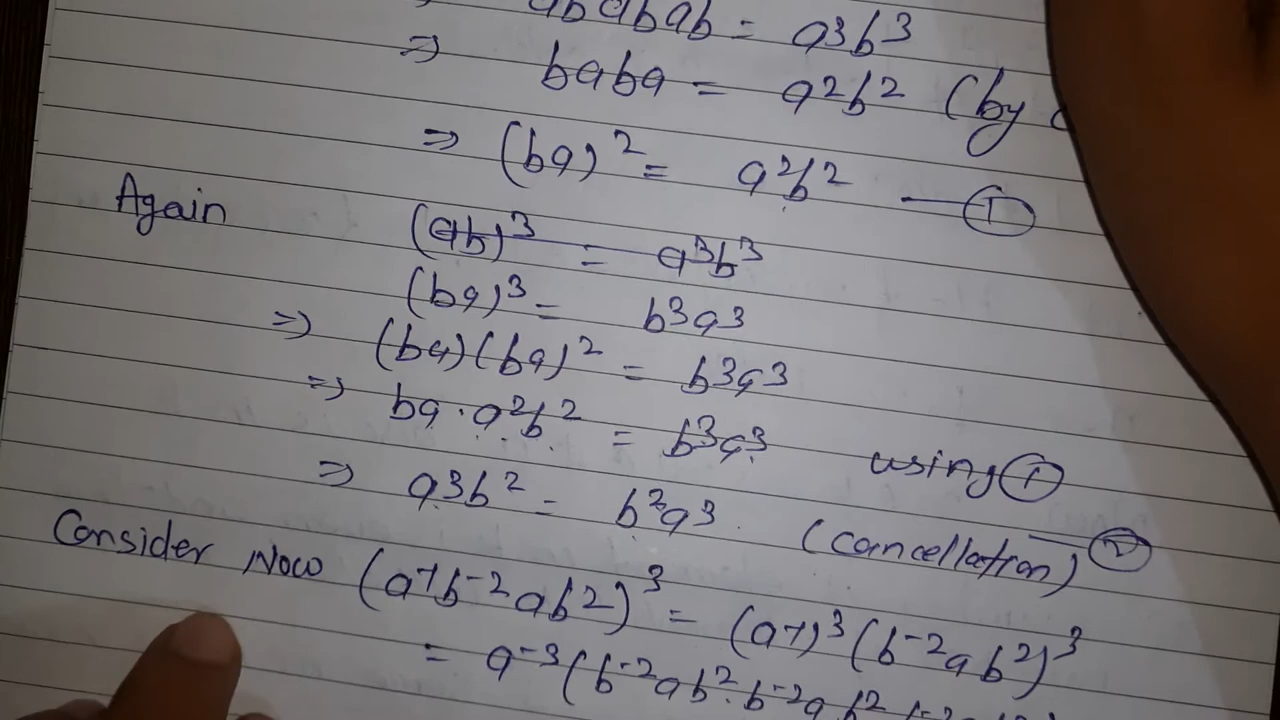 ababab = a³b³
⇒ baba = a²b² (by
⇒ (ba)² = a²b² — ①
Again (ab)³ = a³b³
(ba)³ = b³a³
⇒ (ba)(ba)² = b³a³
⇒ ba·a²b² = b³a³ using ①
⇒ a³b² = b²a³. (cancellation) — ②
Consider Now (a⁻¹b⁻²ab²)³ = (a⁻¹)³(b⁻²ab²)³
= a⁻³(b⁻²ab².b⁻²ab²